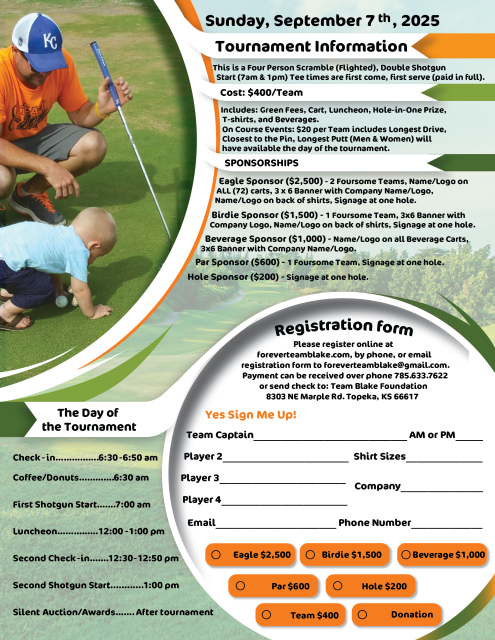 KC
Sunday, September 7th, 2025
Tournament Information
This is a Four Person Scramble (Flighted), Double Shotgun
Start (7am & 1pm) Tee times are first come, first serve (paid in full).
Cost: $400/Team
Includes: Green Fees, Cart, Luncheon, Hole-in-One Prize,
T-shirts, and Beverages.
On Course Events: $20 per Team includes Longest Drive,
Closest to the Pin, Longest Putt (Men & Women) will
have available the day of the tournament.
SPONSORSHIPS
Eagle Sponsor ($2,500) - 2 Foursome Teams, Name/Logo on
ALL (72) carts, 3 x 6 Banner with Company Name/Logo,
Name/Logo on back of shirts, Signage at one hole.
Birdie Sponsor ($1,500) - 1 Foursome Team, 3x6 Banner with
Company Logo, Name/Logo on back of shirts, Signage at one hole.
Beverage Sponsor ($1,000) - Name/Logo on all Beverage Carts,
3x6 Banner with Company Name/Logo.
Par Sponsor ($600) - 1 Foursome Team, Signage at one hole.
Hole Sponsor ($200) - Signage at one hole.
Registration form
Please register online at
foreverteamblake.com, by phone, or email
registration form to foreverteamblake@gmail.com.
Payment can be received over phone 785.633.7622
or send check to: Team Blake Foundation
8303 NE Marple Rd. Topeka, KS 66617
Yes Sign Me Up!
Team Captain____ AM or PM____
Player 2____ Shirt Sizes____
Player 3____
Company____
Player 4____
Email____ Phone Number____
Eagle $2,500 Birdie $1,500 Beverage $1,000
Par $600 Hole $200
Team $400 Donation
The Day of
the Tournament
Check-in...............6:30-6:50 am
Coffee/Donuts.............6:30 am
First Shotgun Start.......7:00 am
Luncheon..............12:00-1:00 pm
Second Check-in....12:30-12:50 pm
Second Shotgun Start............1:00 pm
Silent Auction/Awards....... After tournament